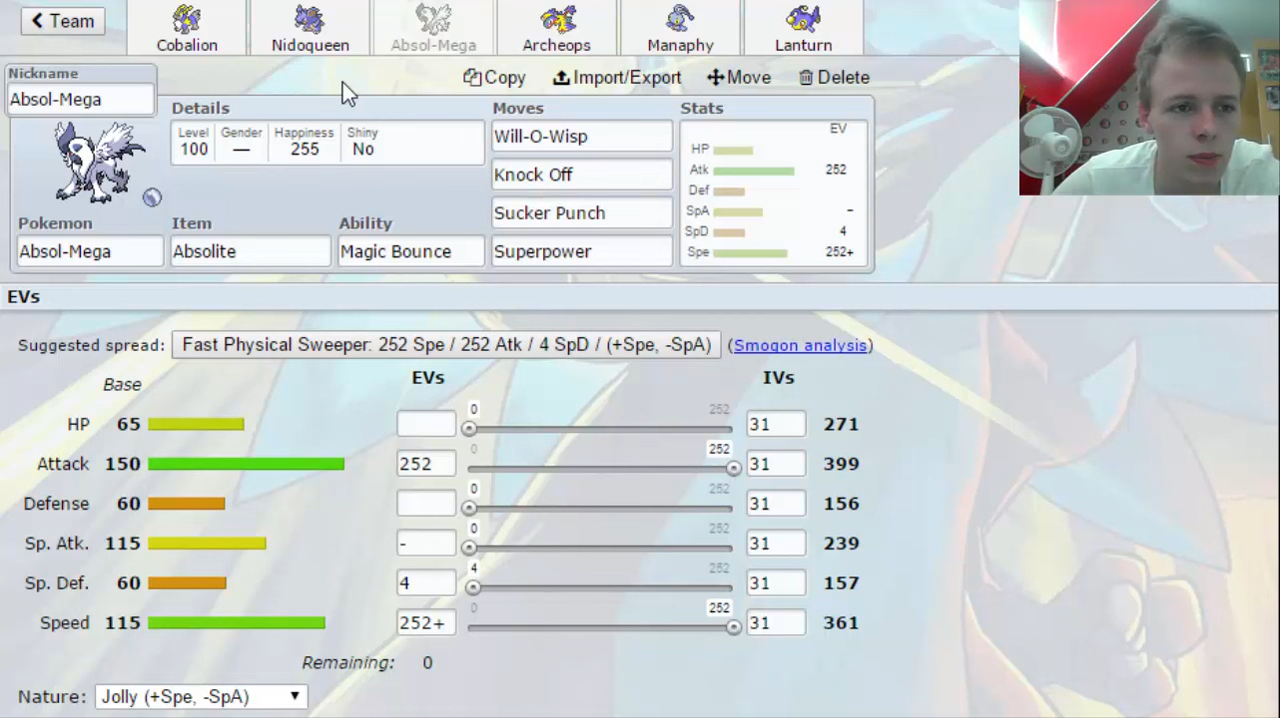 Team
Cobalion
Nidoqueen
Absol-Mega
Archeops
Manaphy
Lanturn
Nickname
Absol-Mega
Copy Import/Export Move Delete
Details
Level Gender Happiness Shiny
100 — 255 No
Pokemon Item Ability
Absol-Mega Absolite Magic Bounce
Moves
Will-O-Wisp
Knock Off
Sucker Punch
Superpower
Stats
EV
HP
Atk 252
Def
SpA -
SpD 4
Spe 252+
EVs
Suggested spread: Fast Physical Sweeper: 252 Spe / 252 Atk / 4 SpD / (+Spe, -SpA) (Smogon analysis)
Base EVs IVs
HP 65 0 252 31 271
Attack 150 252 0 252 31 399
Defense 60 0 252 31 156
Sp. Atk. 115 - 0 252 31 239
Sp. Def. 60 4 4 252 31 157
Speed 115 252+ 0 252 31 361
Remaining: 0
Nature: Jolly (+Spe, -SpA)